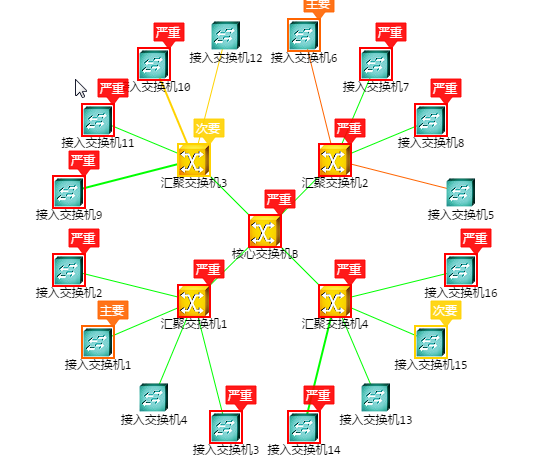 主要
严重
接入交换机12
接入交换机6
严重
接入交换机10
接入交换机7
严重
严重
接入交换机11
接入交换机8
次要
严重
严重
汇聚交换机3
汇聚交换机2
接入交换机9
接入交换机5
严重
核心交换机B
严重
严重
接入交换机2
接入交换机16
严重
严重
汇聚交换机1
汇聚交换机4
主要
次要
接入交换机1
接入交换机15
严重
严重
接入交换机4
接入交换机13
接入交换机3
接入交换机14